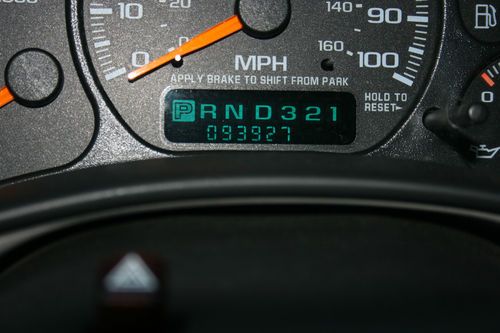 10 20 140 90
0 MPH 160 100
APPLY BRAKE TO SHIFT FROM PARK
HOLD TO
RESET
PRND321
093927
0